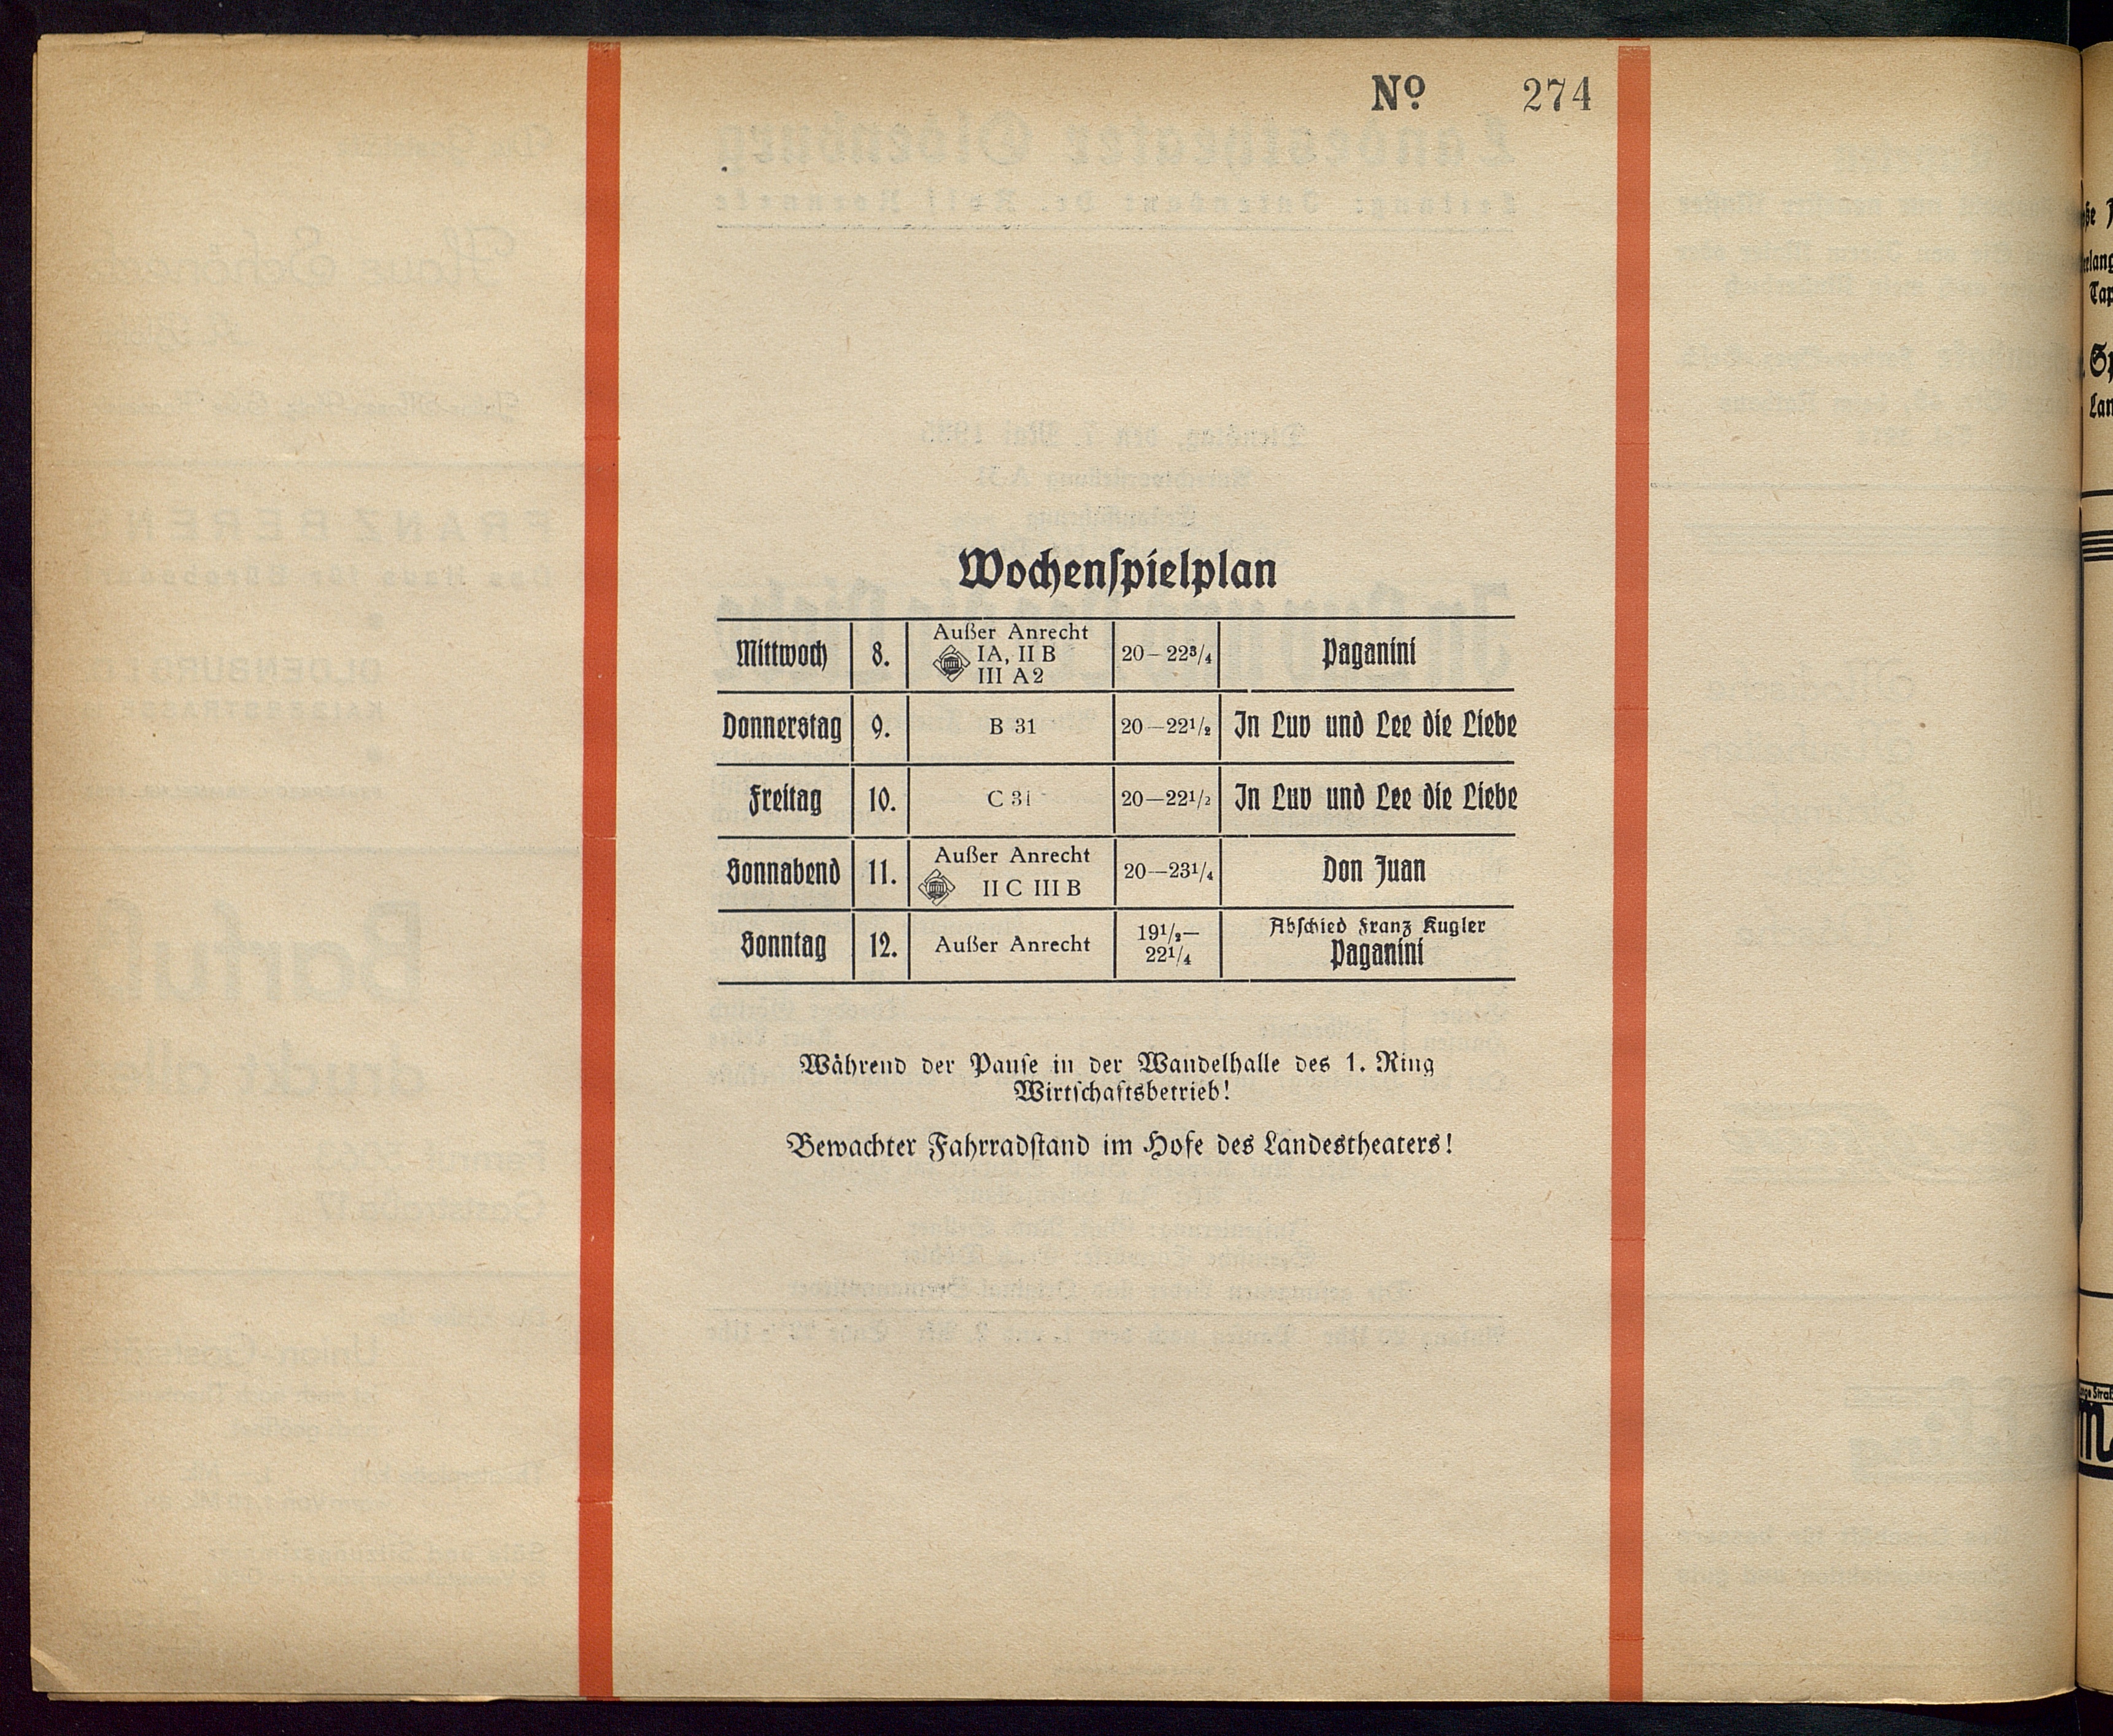 Nº 274
Wochenspielplan
Mittwoch 8. Außer Anrecht IA, II B III A2 20–22³/₄ Paganini
Donnerstag 9. B 31 20–22¹/₂ In Luv und Lee die Liebe
Freitag 10. C 31 20–22¹/₂ In Luv und Lee die Liebe
Sonnabend 11. Außer Anrecht II C III B 20–23¹/₄ Don Juan
Sonntag 12. Außer Anrecht 19¹/₂–22¹/₄ Abschied Franz Kugler Paganini
Während der Pause in der Wandelhalle des 1. Ring
Wirtschaftsbetrieb!
Bewachter Fahrradstand im Hofe des Landestheaters!